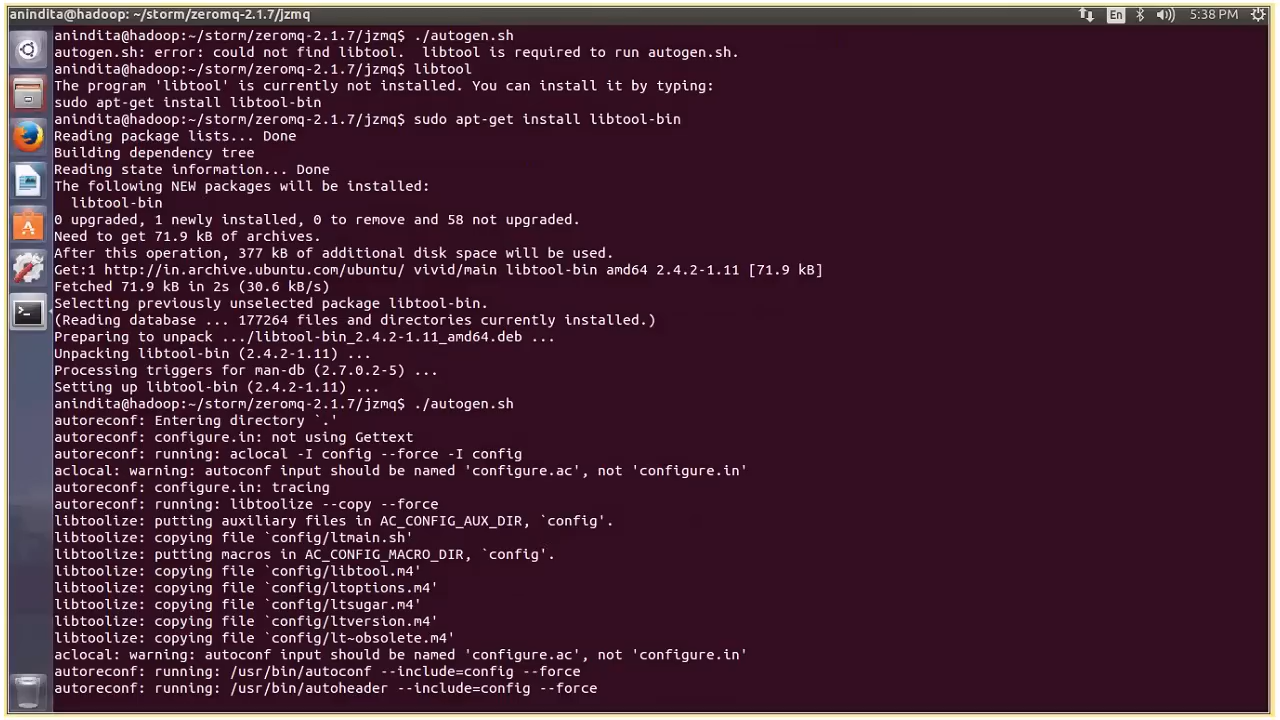 anindita@hadoop: ~/storm/zeromq-2.1.7/jzmq
En
5:38 PM
anindita@hadoop:~/storm/zeromq-2.1.7/jzmq$ ./autogen.sh
autogen.sh: error: could not find libtool.  libtool is required to run autogen.sh.
anindita@hadoop:~/storm/zeromq-2.1.7/jzmq$ libtool
The program 'libtool' is currently not installed. You can install it by typing:
sudo apt-get install libtool-bin
anindita@hadoop:~/storm/zeromq-2.1.7/jzmq$ sudo apt-get install libtool-bin
Reading package lists... Done
Building dependency tree
Reading state information... Done
The following NEW packages will be installed:
  libtool-bin
0 upgraded, 1 newly installed, 0 to remove and 58 not upgraded.
Need to get 71.9 kB of archives.
After this operation, 377 kB of additional disk space will be used.
Get:1 http://in.archive.ubuntu.com/ubuntu/ vivid/main libtool-bin amd64 2.4.2-1.11 [71.9 kB]
Fetched 71.9 kB in 2s (30.6 kB/s)
Selecting previously unselected package libtool-bin.
(Reading database ... 177264 files and directories currently installed.)
Preparing to unpack .../libtool-bin_2.4.2-1.11_amd64.deb ...
Unpacking libtool-bin (2.4.2-1.11) ...
Processing triggers for man-db (2.7.0.2-5) ...
Setting up libtool-bin (2.4.2-1.11) ...
anindita@hadoop:~/storm/zeromq-2.1.7/jzmq$ ./autogen.sh
autoreconf: Entering directory `.'
autoreconf: configure.in: not using Gettext
autoreconf: running: aclocal -I config --force -I config
aclocal: warning: autoconf input should be named 'configure.ac', not 'configure.in'
autoreconf: configure.in: tracing
autoreconf: running: libtoolize --copy --force
libtoolize: putting auxiliary files in AC_CONFIG_AUX_DIR, `config'.
libtoolize: copying file `config/ltmain.sh'
libtoolize: putting macros in AC_CONFIG_MACRO_DIR, `config'.
libtoolize: copying file `config/libtool.m4'
libtoolize: copying file `config/ltoptions.m4'
libtoolize: copying file `config/ltsugar.m4'
libtoolize: copying file `config/ltversion.m4'
libtoolize: copying file `config/lt~obsolete.m4'
aclocal: warning: autoconf input should be named 'configure.ac', not 'configure.in'
autoreconf: running: /usr/bin/autoconf --include=config --force
autoreconf: running: /usr/bin/autoheader --include=config --force